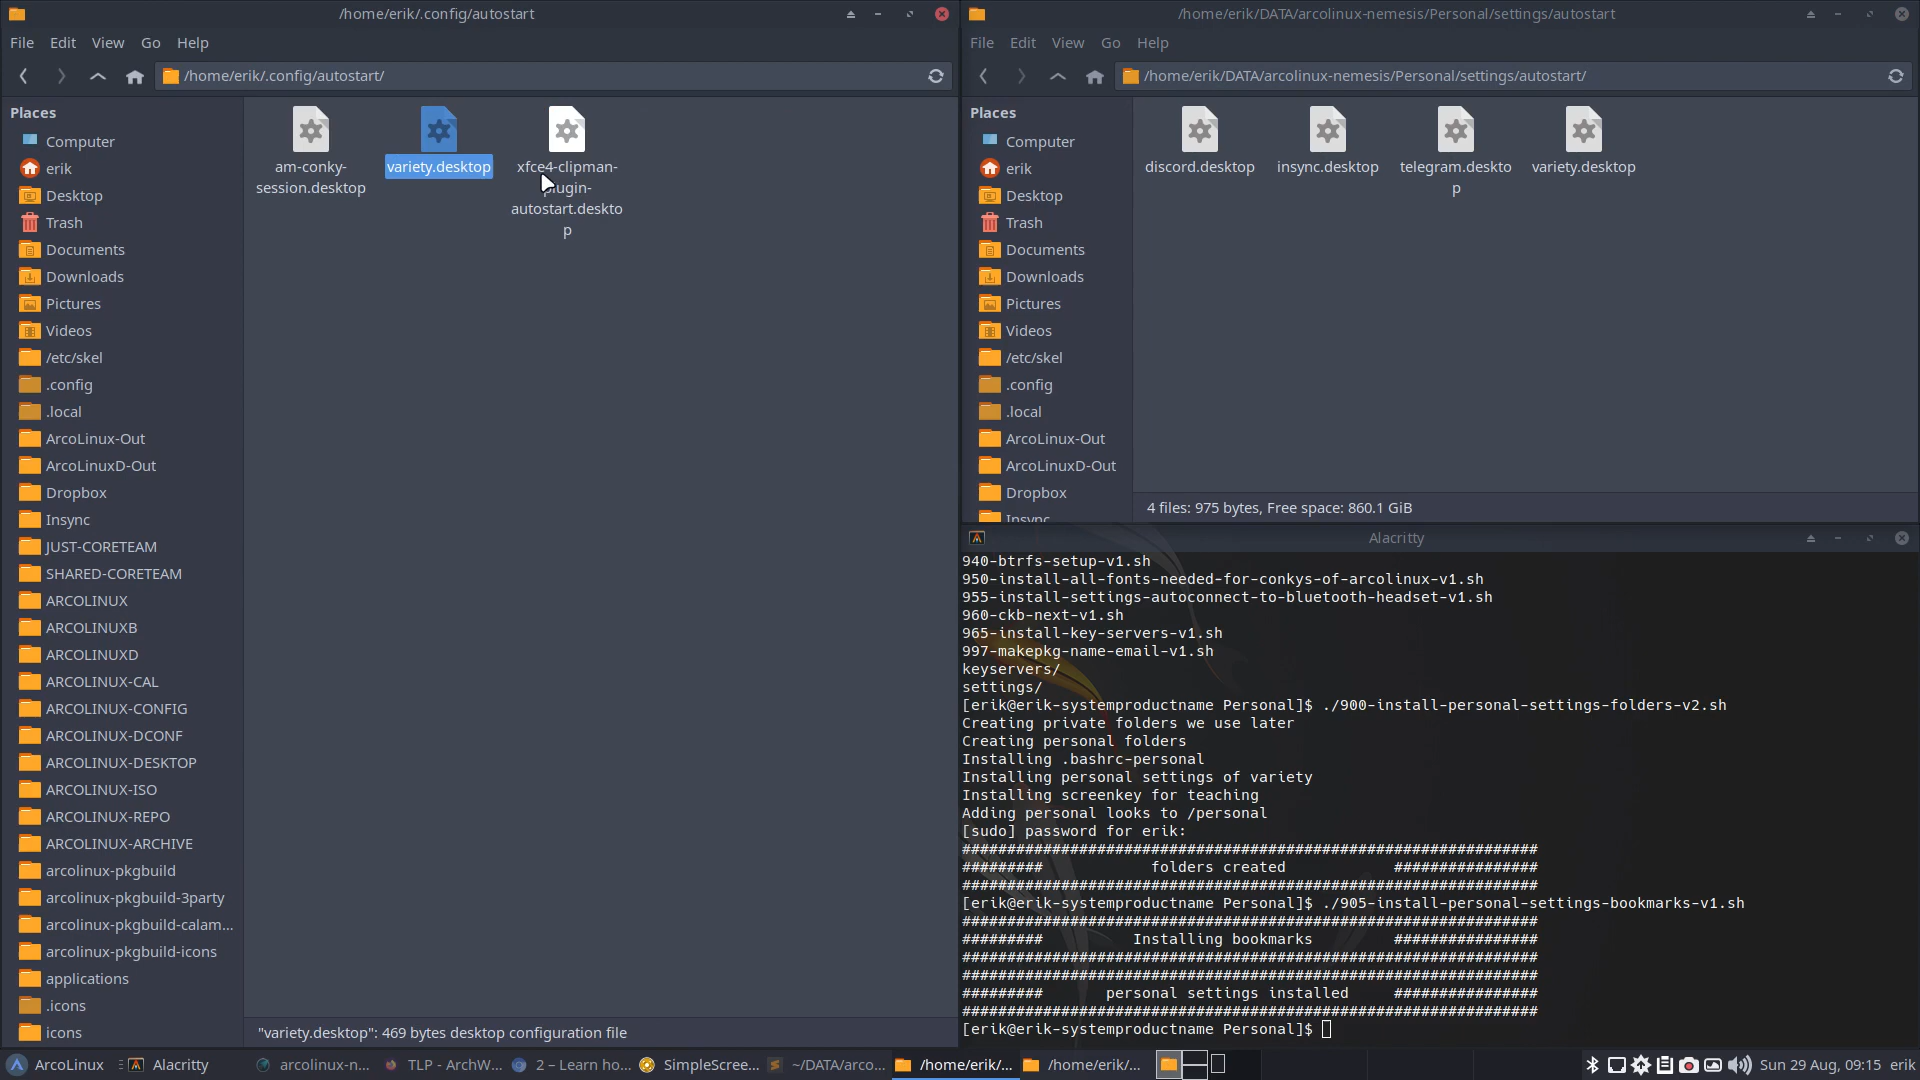 /home/erik/.config/autostart
File Edit View Go Help
/home/erik/.config/autostart/
Places
Computer
erik
Desktop
Trash
Documents
Downloads
Pictures
Videos
/etc/skel
.config
.local
ArcoLinux-Out
ArcoLinuxD-Out
Dropbox
Insync
JUST-CORETEAM
SHARED-CORETEAM
ARCOLINUX
ARCOLINUXB
ARCOLINUXD
ARCOLINUX-CAL
ARCOLINUX-CONFIG
ARCOLINUX-DCONF
ARCOLINUX-DESKTOP
ARCOLINUX-ISO
ARCOLINUX-REPO
ARCOLINUX-ARCHIVE
arcolinux-pkgbuild
arcolinux-pkgbuild-3party
arcolinux-pkgbuild-calam...
arcolinux-pkgbuild-icons
applications
.icons
icons
am-conky-
session.desktop
variety.desktop
xfce4-clipman-
plugin-
autostart.deskto
p
"variety.desktop": 469 bytes desktop configuration file
/home/erik/DATA/arcolinux-nemesis/Personal/settings/autostart
File Edit View Go Help
/home/erik/DATA/arcolinux-nemesis/Personal/settings/autostart/
Places
Computer
erik
Desktop
Trash
Documents
Downloads
Pictures
Videos
/etc/skel
.config
.local
ArcoLinux-Out
ArcoLinuxD-Out
Dropbox
Insync
discord.desktop
insync.desktop
telegram.deskto
p
variety.desktop
4 files: 975 bytes, Free space: 860.1 GiB
Alacritty
940-btrfs-setup-v1.sh
950-install-all-fonts-needed-for-conkys-of-arcolinux-v1.sh
955-install-settings-autoconnect-to-bluetooth-headset-v1.sh
960-ckb-next-v1.sh
965-install-key-servers-v1.sh
997-makepkg-name-email-v1.sh
keyservers/
settings/
[erik@erik-systemproductname Personal]$ ./900-install-personal-settings-folders-v2.sh
Creating private folders we use later
Creating personal folders
Installing .bashrc-personal
Installing personal settings of variety
Installing screenkey for teaching
Adding personal looks to /personal
[sudo] password for erik:
################################################################
#########            folders created            ################
################################################################
[erik@erik-systemproductname Personal]$ ./905-install-personal-settings-bookmarks-v1.sh
################################################################
#########          Installing bookmarks         ################
################################################################
################################################################
#########       personal settings installed     ################
################################################################
[erik@erik-systemproductname Personal]$
ArcoLinux Alacritty arcolinux-n... TLP - ArchW... 2 – Learn ho... SimpleScree... ~/DATA/arco... /home/erik/... /home/erik/... Sun 29 Aug, 09:15 erik